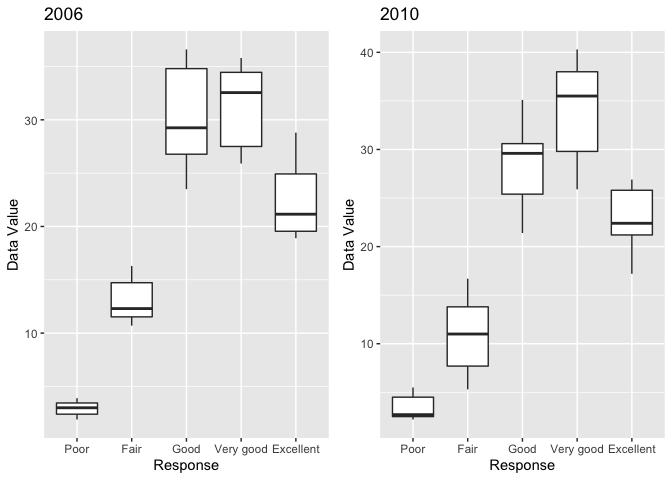 2006
Data Value
30
20
10
Poor Fair Good Very good Excellent
Response
2010
Data Value
40
30
20
10
Poor Fair Good Very good Excellent
Response